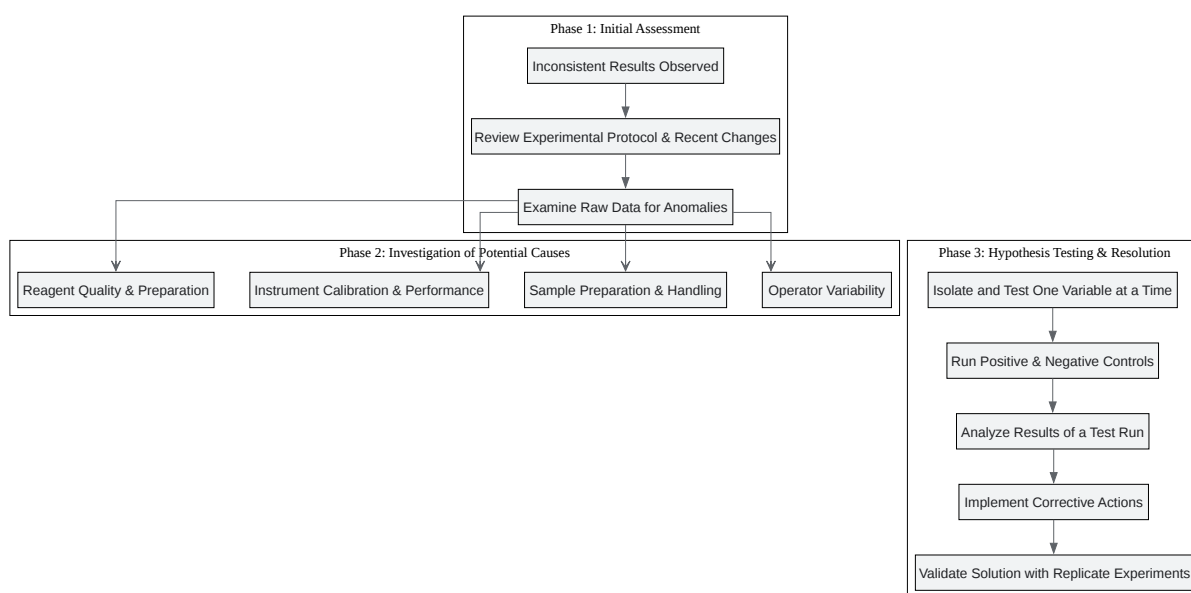 Phase 1: Initial Assessment
Inconsistent Results Observed
Review Experimental Protocol & Recent Changes
Examine Raw Data for Anomalies
Phase 2: Investigation of Potential Causes
Reagent Quality & Preparation
Instrument Calibration & Performance
Sample Preparation & Handling
Operator Variability
Phase 3: Hypothesis Testing & Resolution
Isolate and Test One Variable at a Time
Run Positive & Negative Controls
Analyze Results of a Test Run
Implement Corrective Actions
Validate Solution with Replicate Experiments